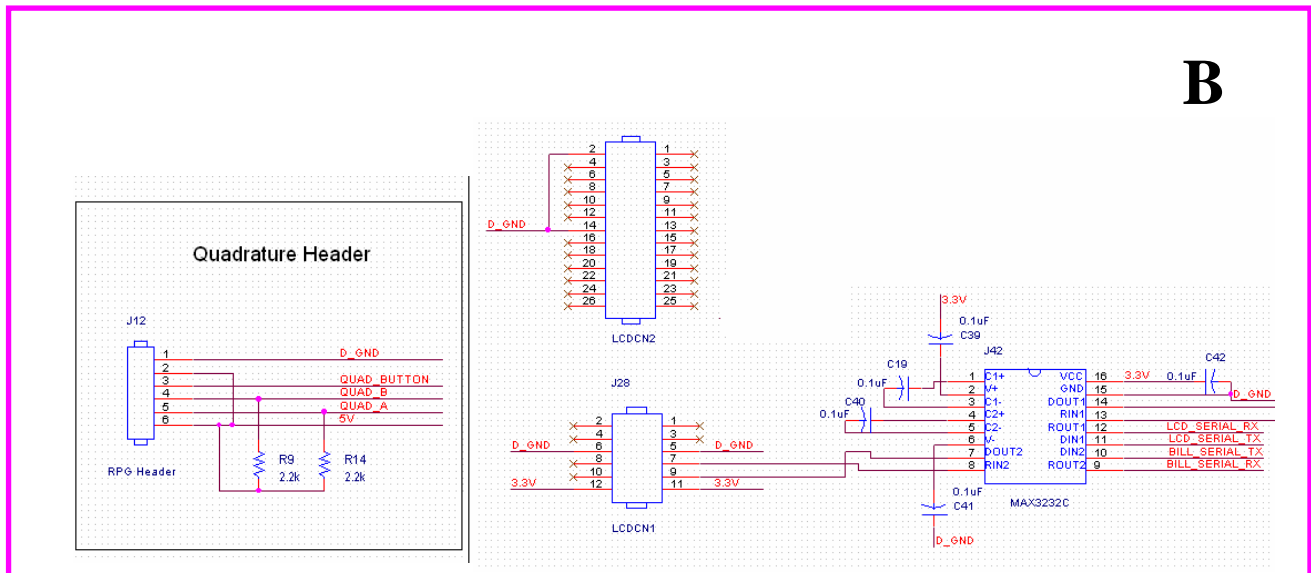 B
Quadrature Header
J12
1
2
3
4
5
6
D_GND
QUAD_BUTTON
QUAD_B
QUAD_A
5V
RPG Header
R9
2.2k
R14
2.2k
2 1
4 3
6 5
8 7
10 9
12 11
14 13
16 15
18 17
20 19
22 21
24 23
26 25
D_GND
LCDCN2
J28
2 1
4 3
D_GND 6 5 D_GND
8 7
10 9
3.3V 12 11 3.3V
LCDCN1
3.3V
0.1uF
C39
J42
C19
0.1uF
C40
0.1uF
C42
0.1uF
D_GND
1 C1+ VCC 16 3.3V
2 V+ GND 15
3 C1- DOUT1 14
4 C2+ RIN1 13
5 C2- ROUT1 12 LCD_SERIAL_RX
6 V- DIN1 11 LCD_SERIAL_TX
7 DOUT2 DIN2 10 BILL_SERIAL_TX
8 RIN2 ROUT2 9 BILL_SERIAL_RX
MAX3232C
0.1uF
C41
D_GND